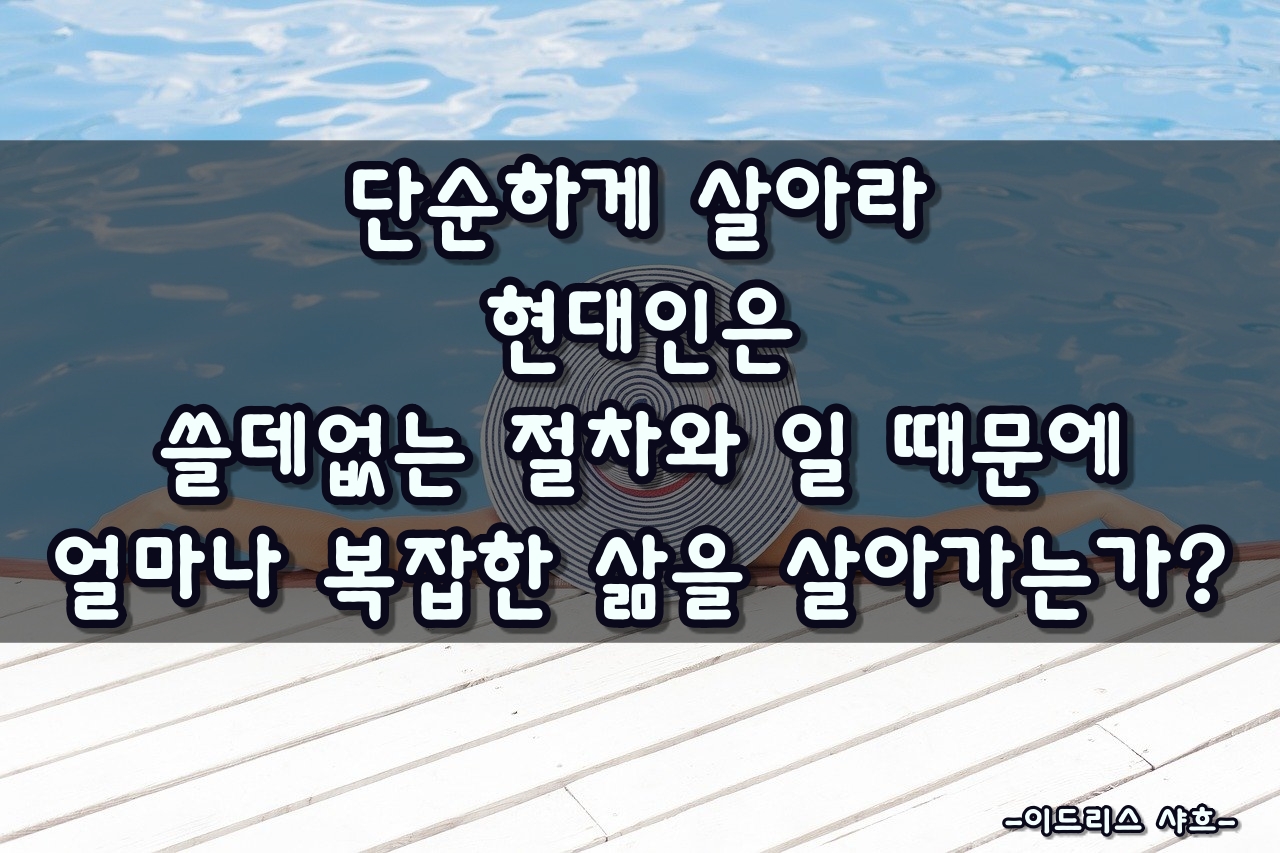 단순하게 살아라
현대인은
쓸데없는 절차와 일 때문에
얼마나 복잡한 삶을 살아가는가?
-이드리스 샤흐-